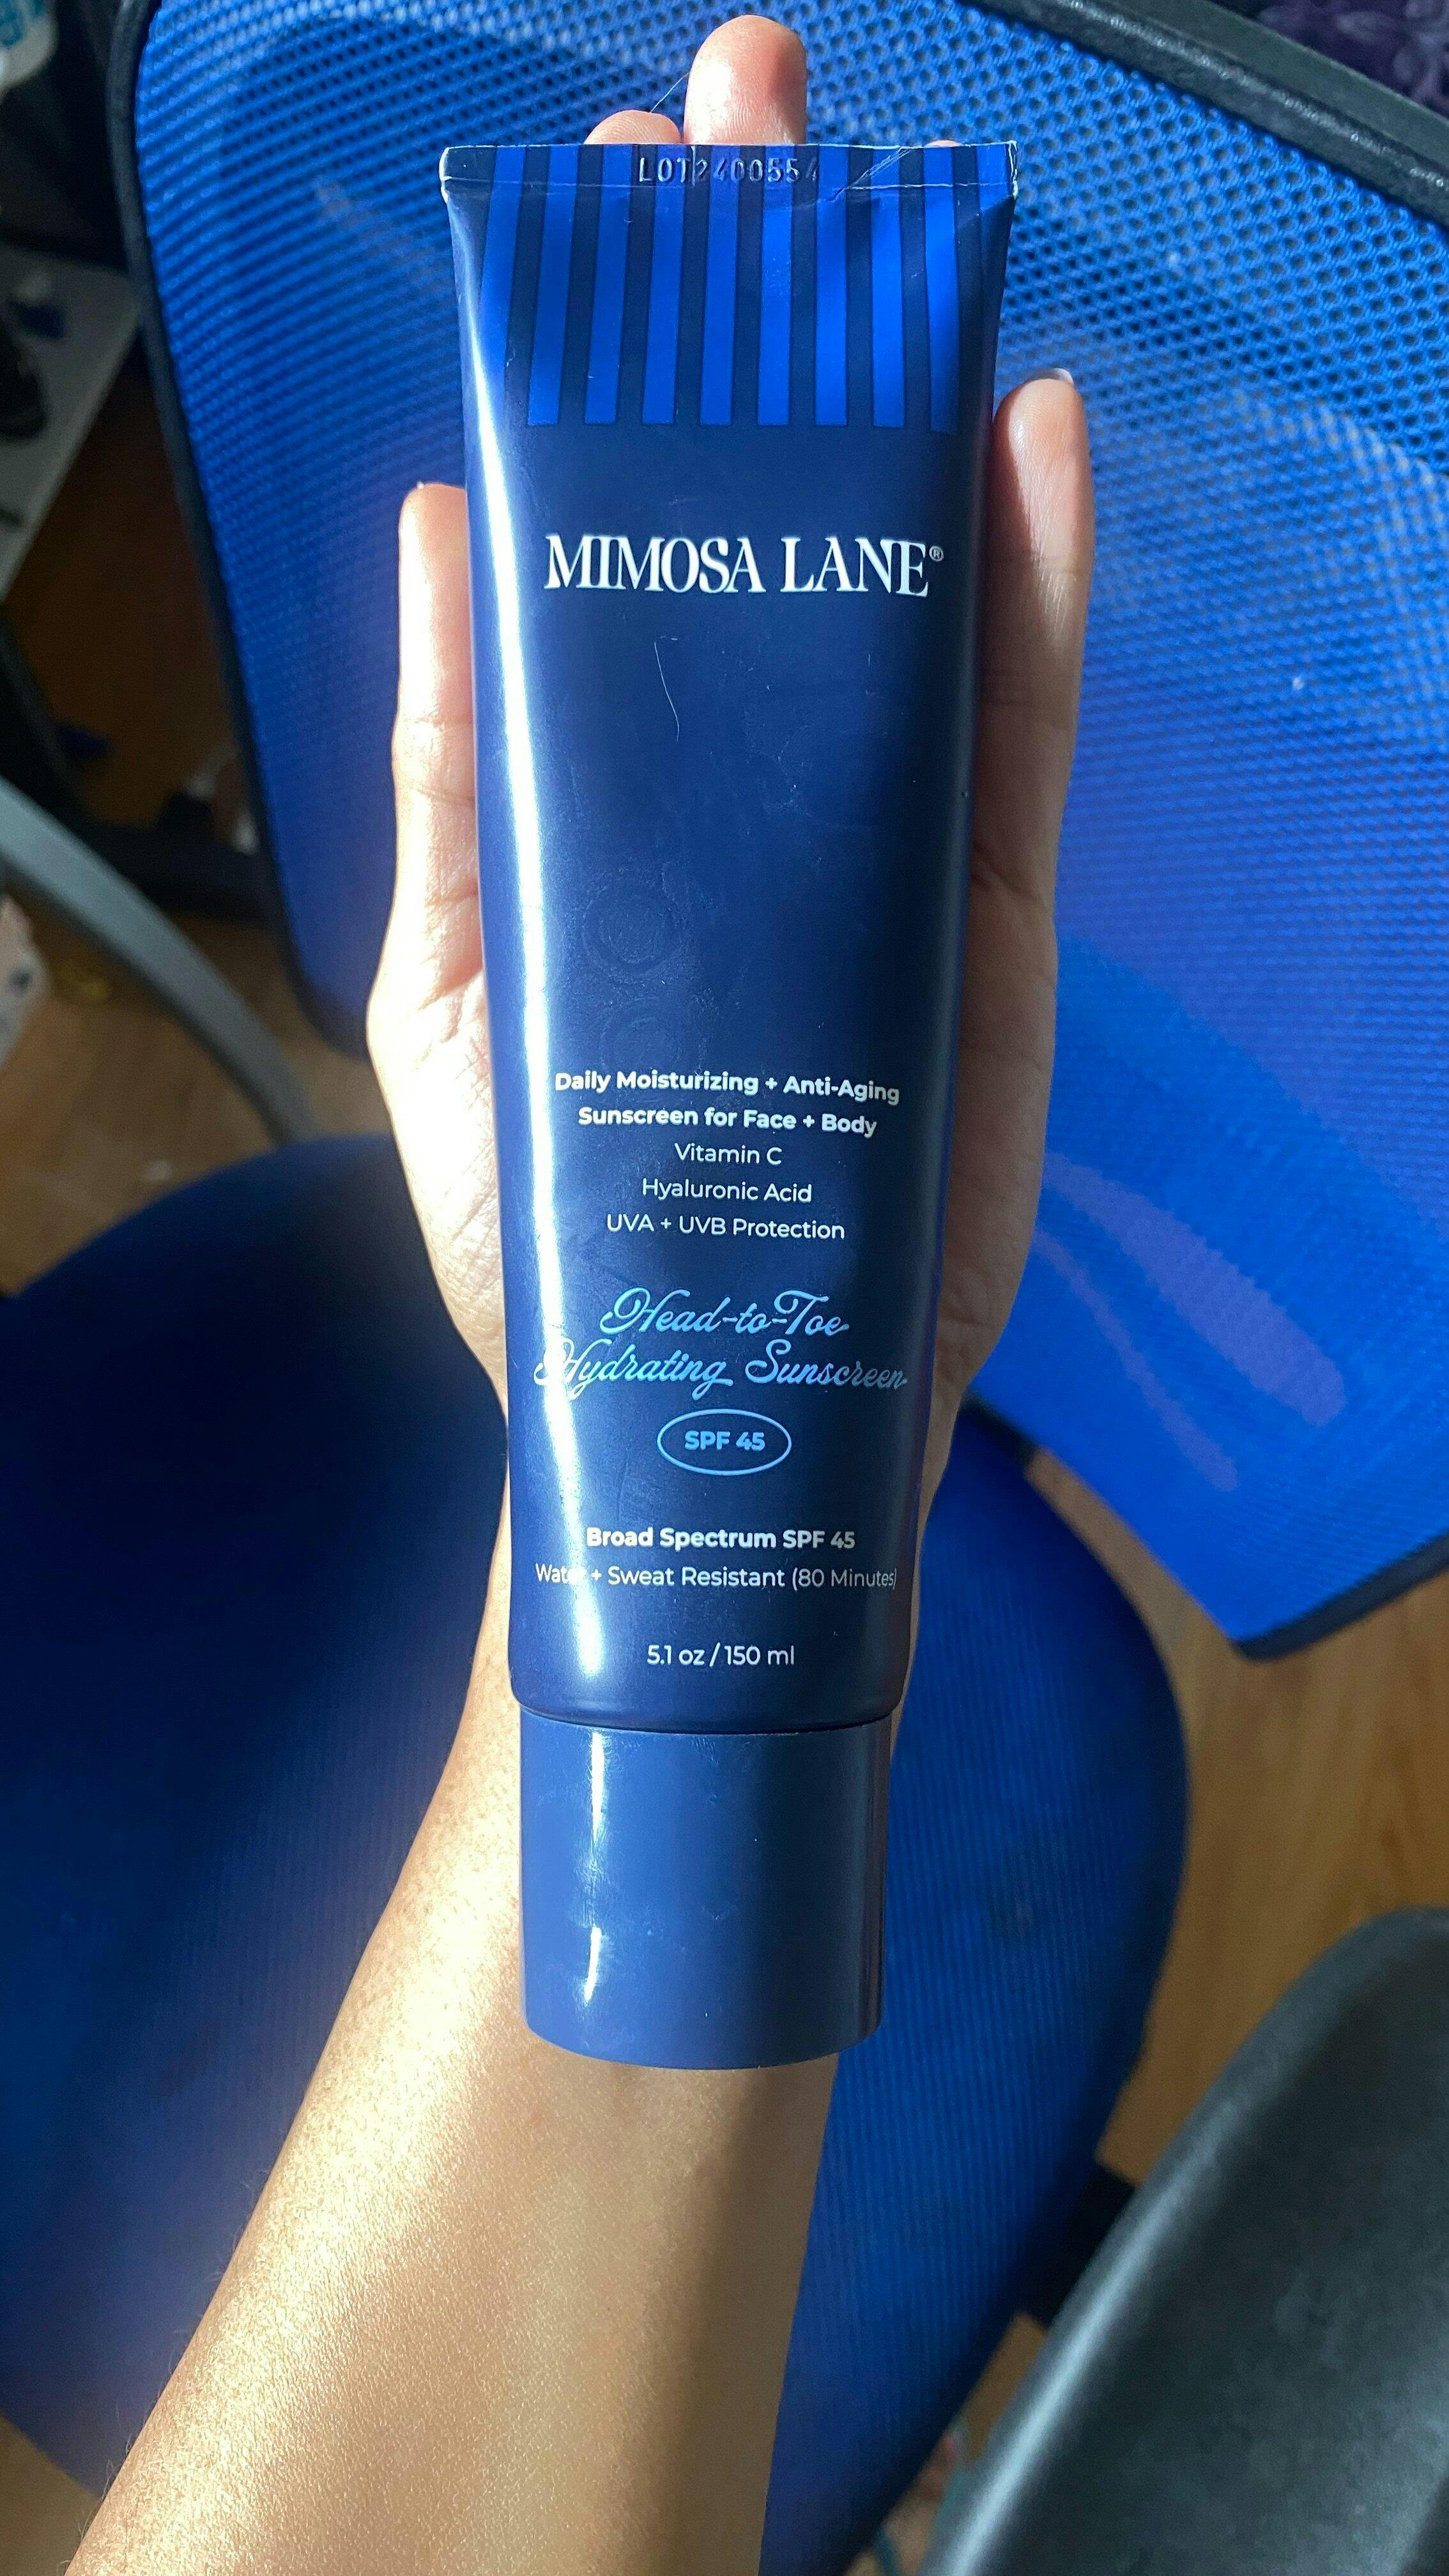 LOT2400554
MIMOSA LANE®
Daily Moisturizing + Anti-Aging
Sunscreen for Face + Body
Vitamin C
Hyaluronic Acid
UVA + UVB Protection
Head-to-Toe
Hydrating Sunscreen
SPF 45
Broad Spectrum SPF 45
Water + Sweat Resistant (80 Minutes)
5.1 oz / 150 ml